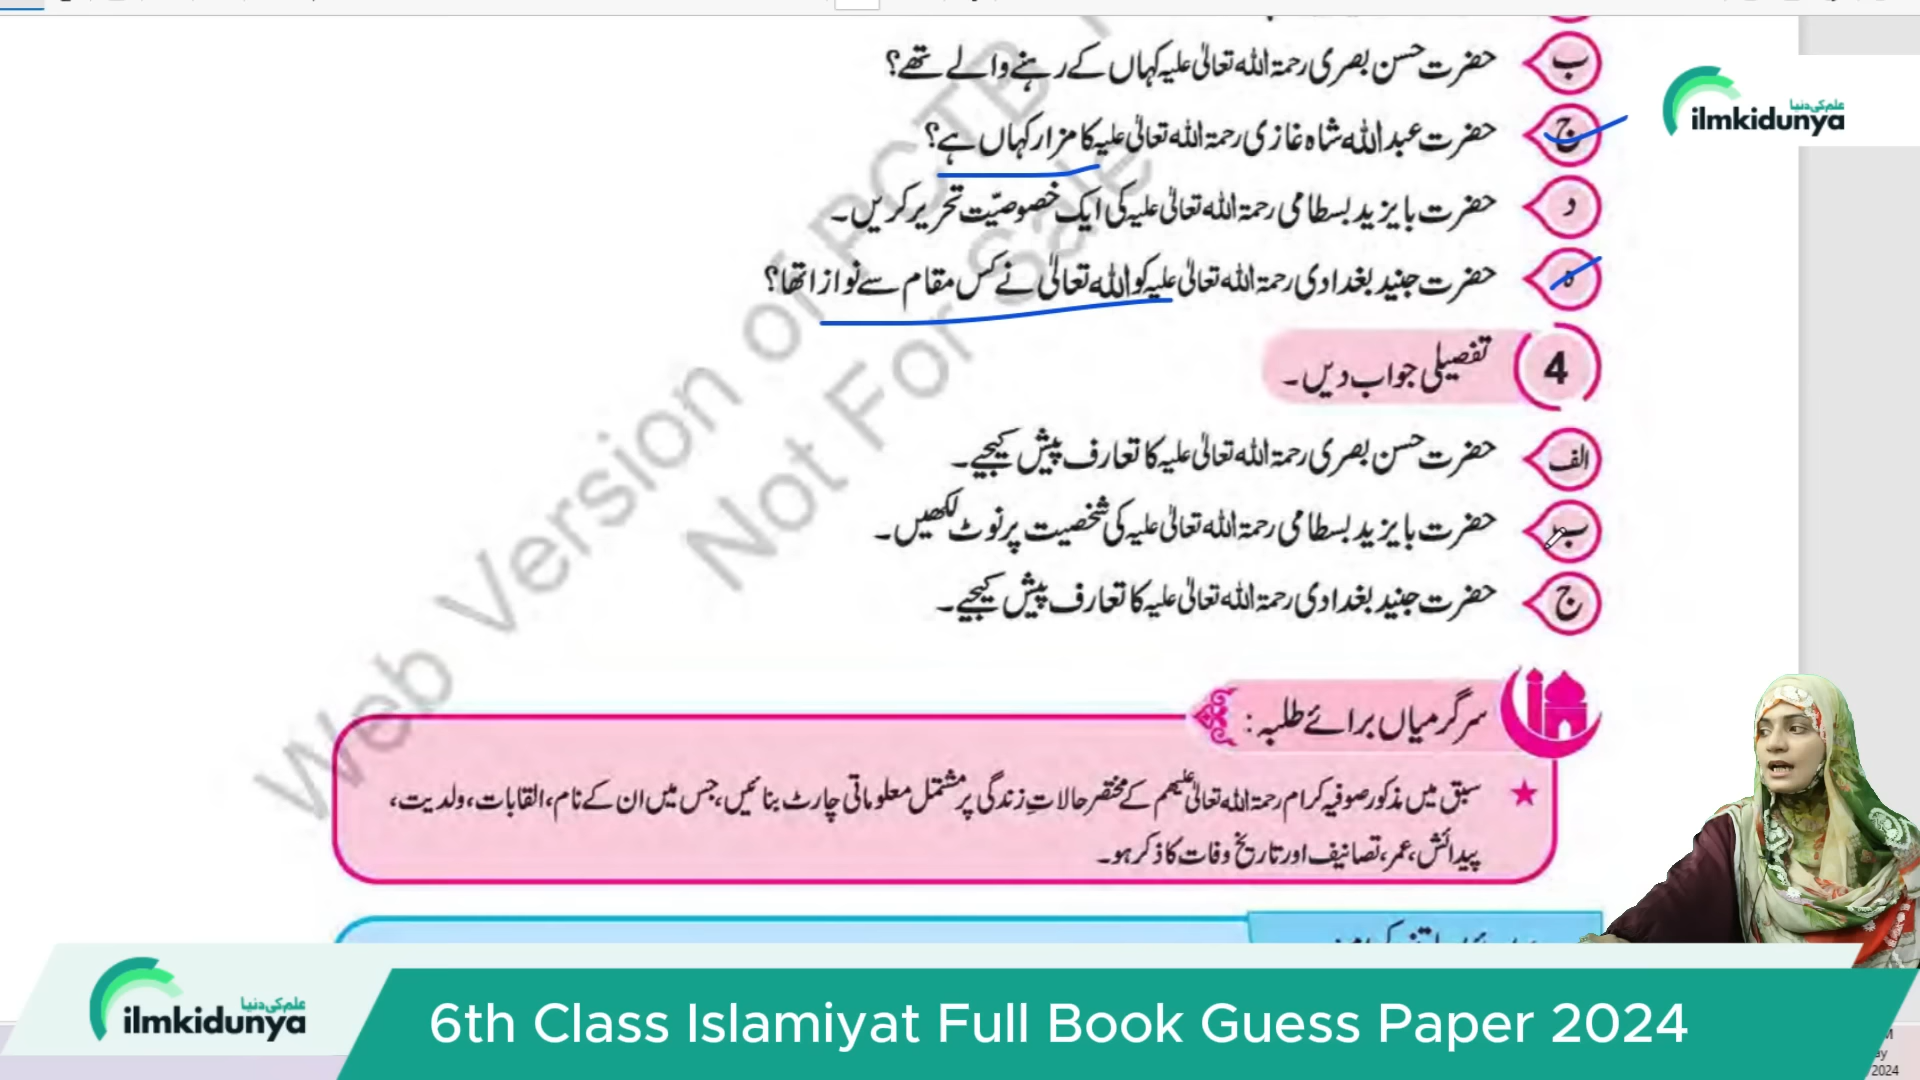 ب حضرت حسن بصری رحمۃ اللہ تعالیٰ علیہ کہاں کے رہنے والے تھے؟
ج حضرت عبداللہ شاہ غازی رحمۃ اللہ تعالیٰ علیہ کا مزار کہاں ہے؟
د حضرت بایزید بسطامی رحمۃ اللہ تعالیٰ علیہ کی ایک خصوصیّت تحریر کریں۔
ہ حضرت جنید بغدادی رحمۃ اللہ تعالیٰ علیہ کو اللہ تعالیٰ نے کس مقام سے نوازا تھا؟
4 تفصیلی جواب دیں۔
الف حضرت حسن بصری رحمۃ اللہ تعالیٰ علیہ کا تعارف پیش کیجیے۔
ب حضرت بایزید بسطامی رحمۃ اللہ تعالیٰ علیہ کی شخصیت پر نوٹ لکھیں۔
ج حضرت جنید بغدادی رحمۃ اللہ تعالیٰ علیہ کا تعارف پیش کیجیے۔
سرگرمیاں برائے طلبہ:
سبق میں مذکور صوفیہ کرام رحمۃ اللہ تعالیٰ علیھم کے مختصر حالاتِ زندگی پر مشتمل معلوماتی چارٹ بنائیں، جس میں ان کے نام، القابات، ولدیت،
پیدائش، عمر، تصانیف اور تاریخ وفات کا ذکر ہو۔
Web Version of PCTB
Not For Sale
علم کی دنیا
ilmkidunya
علم کی دنیا
ilmkidunya
6th Class Islamiyat Full Book Guess Paper 2024
2024